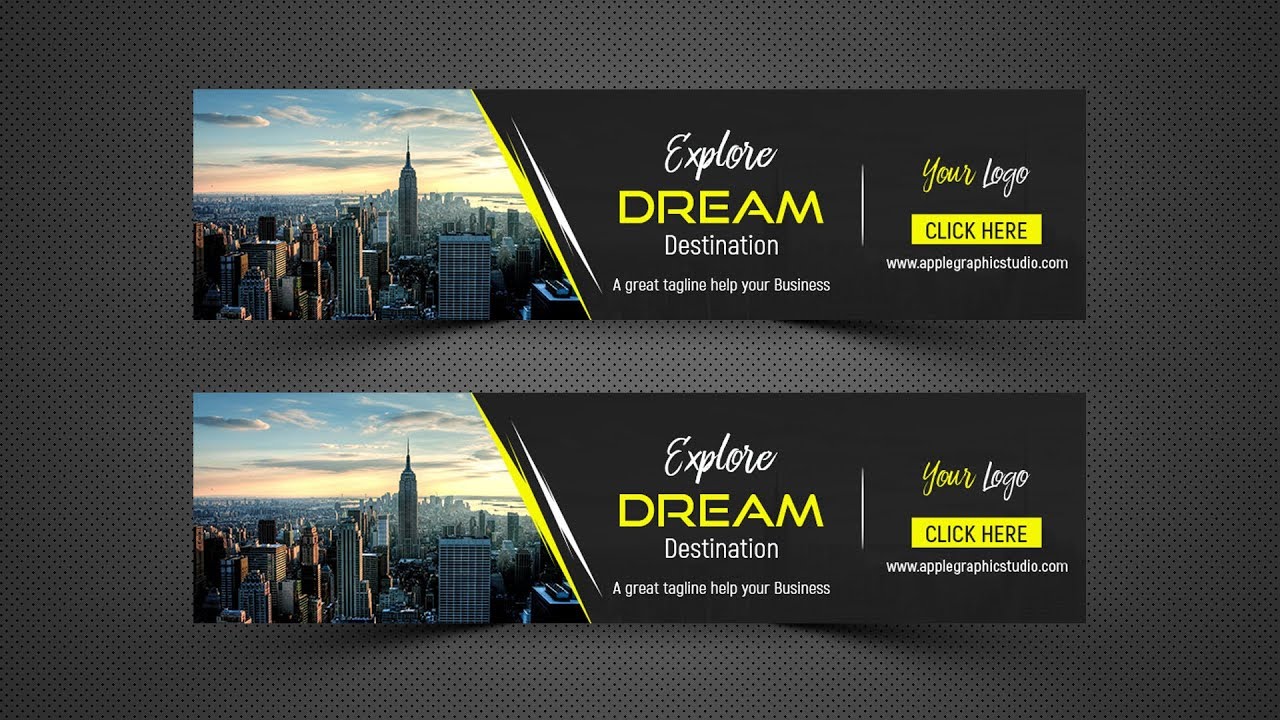 Explore
DREAM
Destination
A great tagline help your Business
Your Logo
CLICK HERE
www.applegraphicstudio.com
Explore
DREAM
Destination
A great tagline help your Business
Your Logo
CLICK HERE
www.applegraphicstudio.com